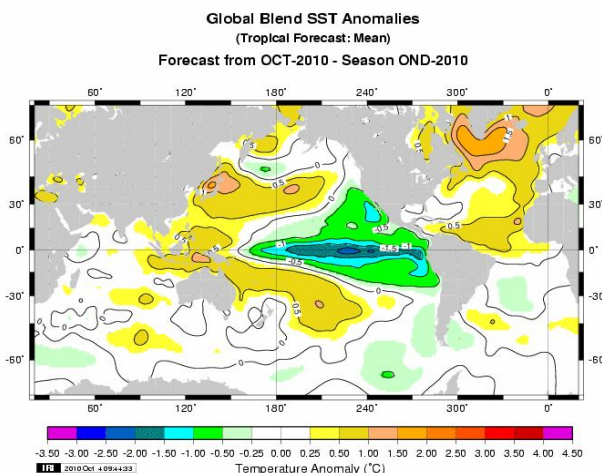 Global Blend SST Anomalies
(Tropical Forecast: Mean)
Forecast from OCT-2010 - Season OND-2010
60° 120° 180° 240° 300° 0°
60° 60°
30° 30°
0° 0°
-30° -30°
-60° -60°
60° 120° 180° 240° 300° 0°
-3.50 -3.00 -2.50 -2.00 -1.50 -1.00 -0.50 -0.25 0.00 0.25 0.50 0.75 1.00 1.50 2.00 2.50 3.00 3.50 4.00 4.50
IRI
Temperature Anomaly (°C)